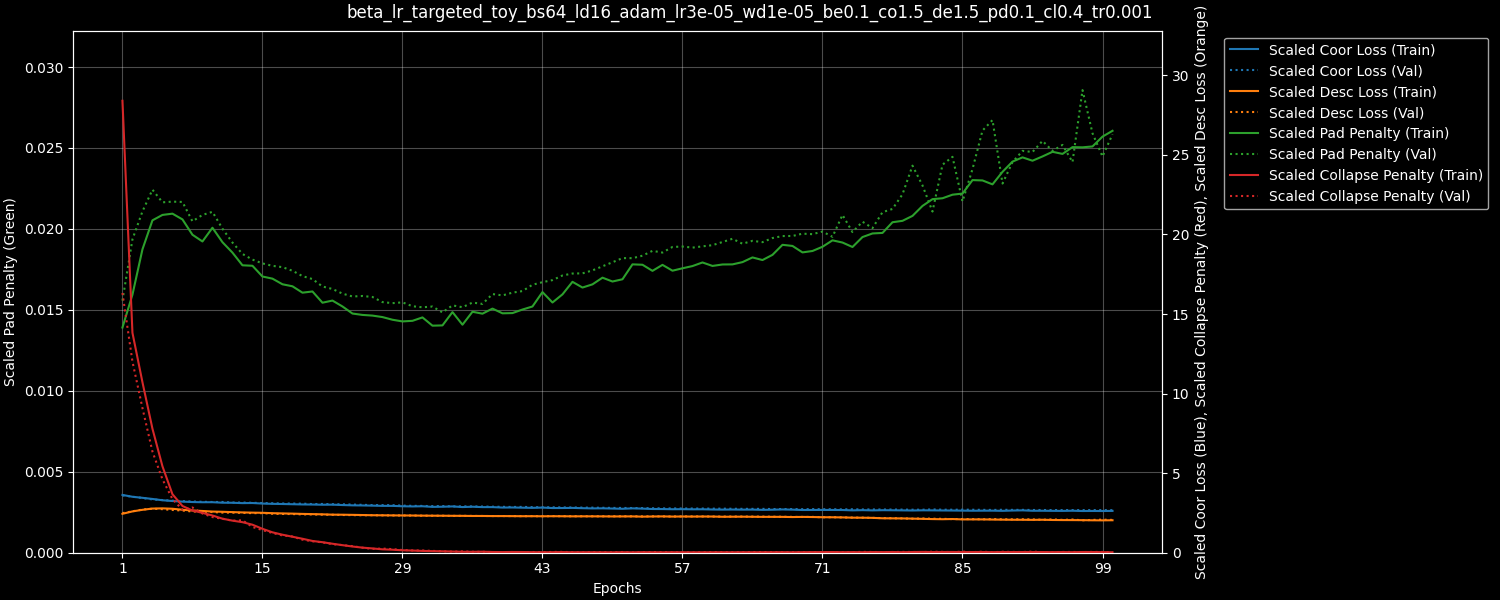 beta_lr_targeted_toy_bs64_ld16_adam_lr3e-05_wd1e-05_be0.1_co1.5_de1.5_pd0.1_cl0.4_tr0.001
Scaled Pad Penalty (Green)
0.030
0.025
0.020
0.015
0.010
0.005
0.000
1
15
29
43
57
71
85
99
Epochs
30
25
20
15
10
5
0
Scaled Coor Loss (Blue), Scaled Collapse Penalty (Red), Scaled Desc Loss (Orange)
Scaled Coor Loss (Train)
Scaled Coor Loss (Val)
Scaled Desc Loss (Train)
Scaled Desc Loss (Val)
Scaled Pad Penalty (Train)
Scaled Pad Penalty (Val)
Scaled Collapse Penalty (Train)
Scaled Collapse Penalty (Val)